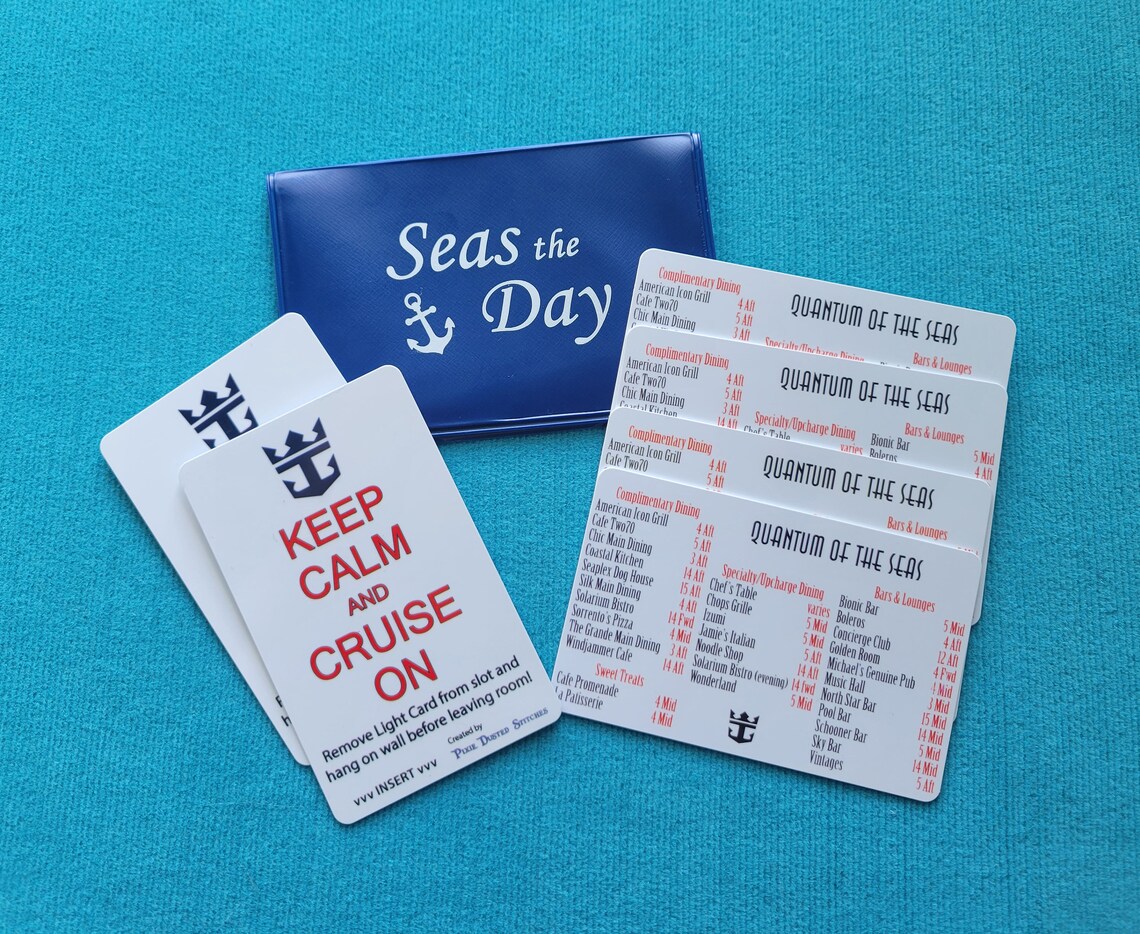 Seas the
Day
KEEP
CALM
AND
CRUISE
ON
Remove Light Card from slot and
hang on wall before leaving room!
Created by
Pixie Dusted Stitches
vvv INSERT vvv
QUANTUM OF THE SEAS
Complimentary Dining
American Icon Grill 4 Aft
Cafe Two70 5 Aft
Chic Main Dining 3 Aft
Specialty/Upcharge Dining
Bars & Lounges
QUANTUM OF THE SEAS
Complimentary Dining
American Icon Grill 4 Aft
Cafe Two70 5 Aft
Chic Main Dining 3 Aft
Coastal Kitchen 14 Aft
Specialty/Upcharge Dining
Chef's Table varies
Bars & Lounges
Bionic Bar 5 Mid
Boleros 4 Aft
QUANTUM OF THE SEAS
Complimentary Dining
American Icon Grill 4 Aft
Cafe Two70 5 Aft
Bars & Lounges
QUANTUM OF THE SEAS
Complimentary Dining
American Icon Grill 4 Aft
Cafe Two70 5 Aft
Chic Main Dining 3 Aft
Coastal Kitchen 14 Aft
Seaplex Dog House 15 Aft
Silk Main Dining 4 Aft
Solarium Bistro 14 Fwd
Sorrento's Pizza 4 Mid
The Grande Main Dining 3 Aft
Windjammer Cafe 14 Aft
Sweet Treats
Cafe Promenade 4 Mid
La Patisserie 4 Mid
Specialty/Upcharge Dining
Chef's Table varies
Chops Grille 5 Mid
Izumi 5 Mid
Jamie's Italian 5 Aft
Noodle Shop 14 Aft
Solarium Bistro (evening) 14 fwd
Wonderland 5 Mid
Bars & Lounges
Bionic Bar 5 Mid
Boleros 4 Aft
Concierge Club 12 Aft
Golden Room 4 Fwd
Michael's Genuine Pub 4 Mid
Music Hall 3 Mid
North Star Bar 15 Mid
Pool Bar 14 Mid
Schooner Bar 5 Mid
Sky Bar 14 Mid
Vintages 5 Aft